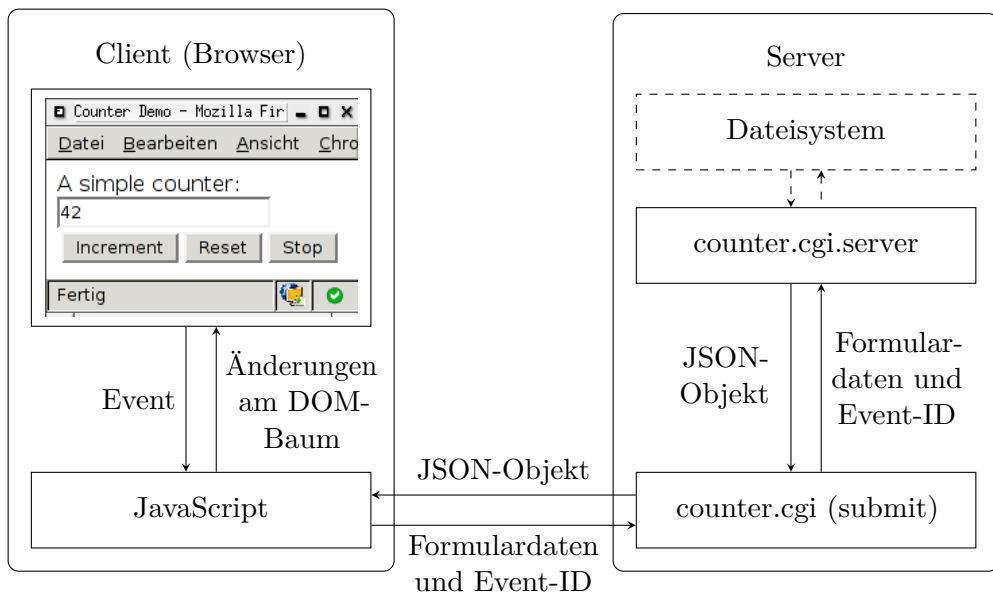 Client (Browser)
Counter Demo - Mozilla Fir
Datei Bearbeiten Ansicht Chro
A simple counter:
42
Increment Reset Stop
Fertig
Event
Änderungen
am DOM-
Baum
JavaScript
JSON-Objekt
Formulardaten
und Event-ID
Server
Dateisystem
counter.cgi.server
JSON-
Objekt
Formular-
daten und
Event-ID
counter.cgi (submit)